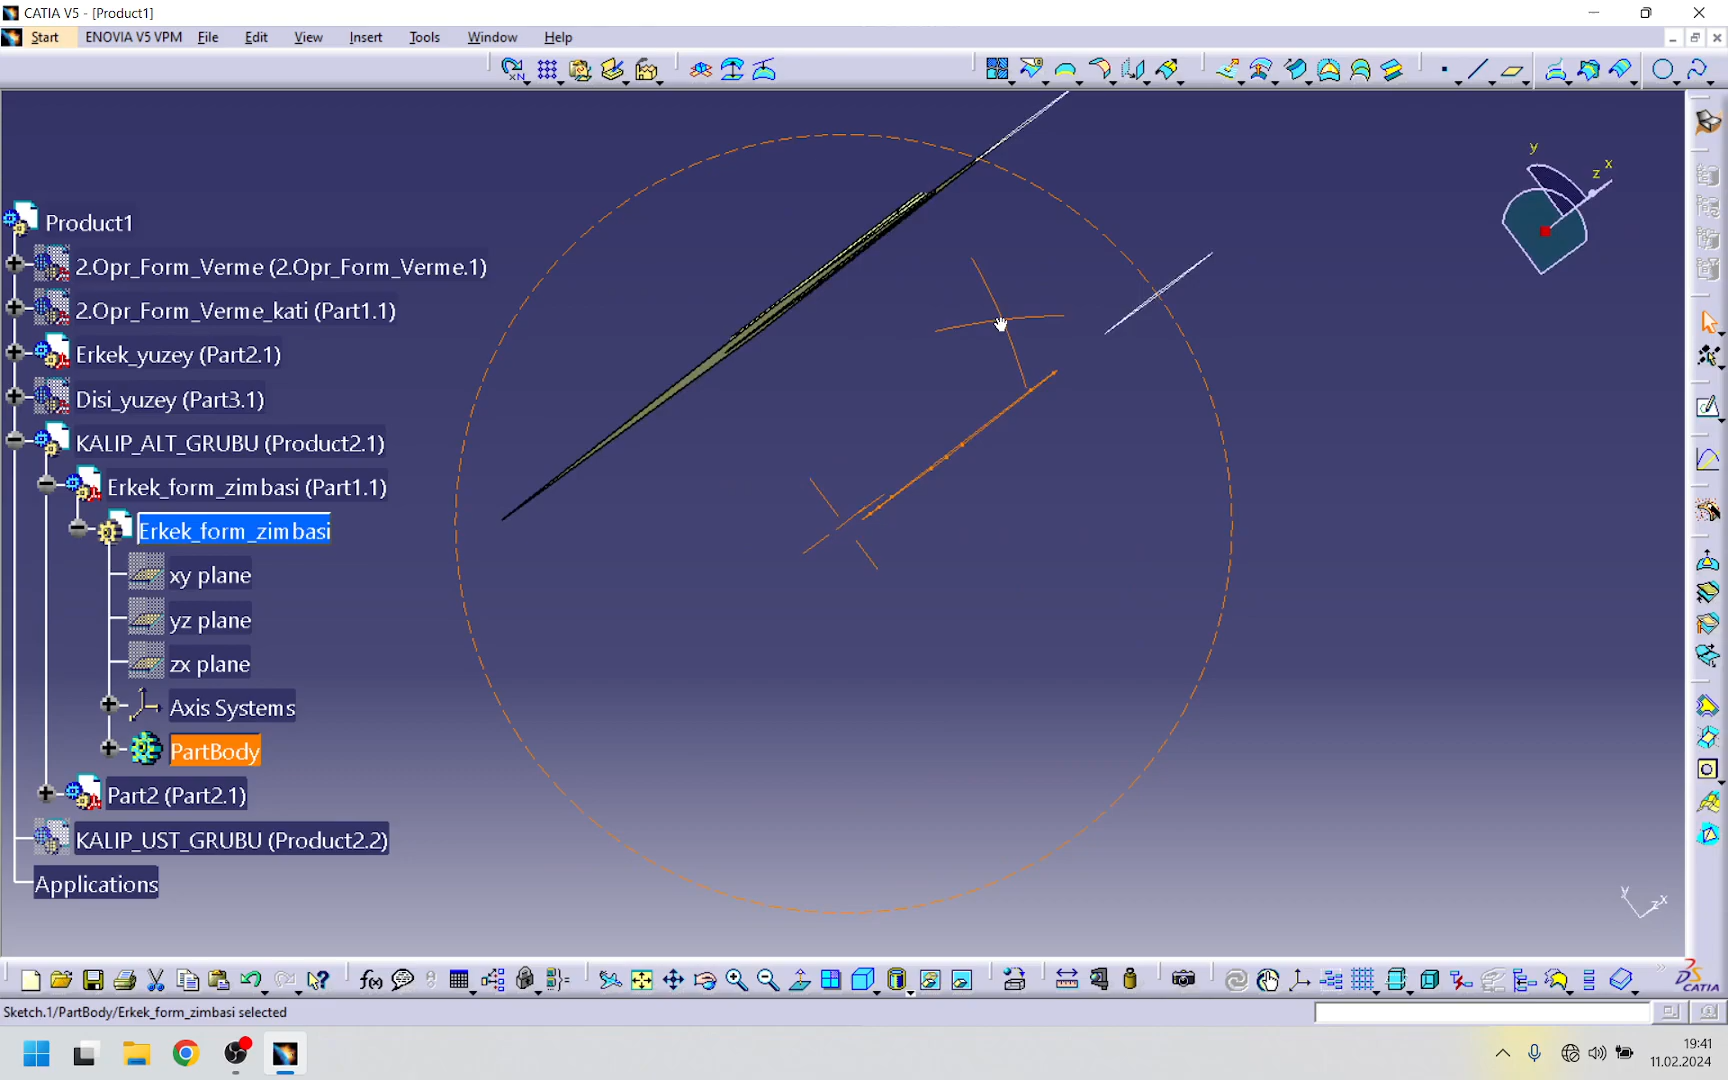 CATIA V5 - [Product1]
Start ENOVIA V5 VPM File Edit View Insert Tools Window Help
y
x
z
Product1
2.Opr_Form_Verme (2.Opr_Form_Verme.1)
2.Opr_Form_Verme_kati (Part1.1)
Erkek_yuzey (Part2.1)
Disi_yuzey (Part3.1)
KALIP_ALT_GRUBU (Product2.1)
Erkek_form_zimbasi (Part1.1)
Erkek_form_zimbasi
xy plane
yz plane
zx plane
Axis Systems
PartBody
Part2 (Part2.1)
KALIP_UST_GRUBU (Product2.2)
Applications
y
z x
f(x)
CATIA
Sketch.1/PartBody/Erkek_form_zimbasi selected
19:41
11.02.2024